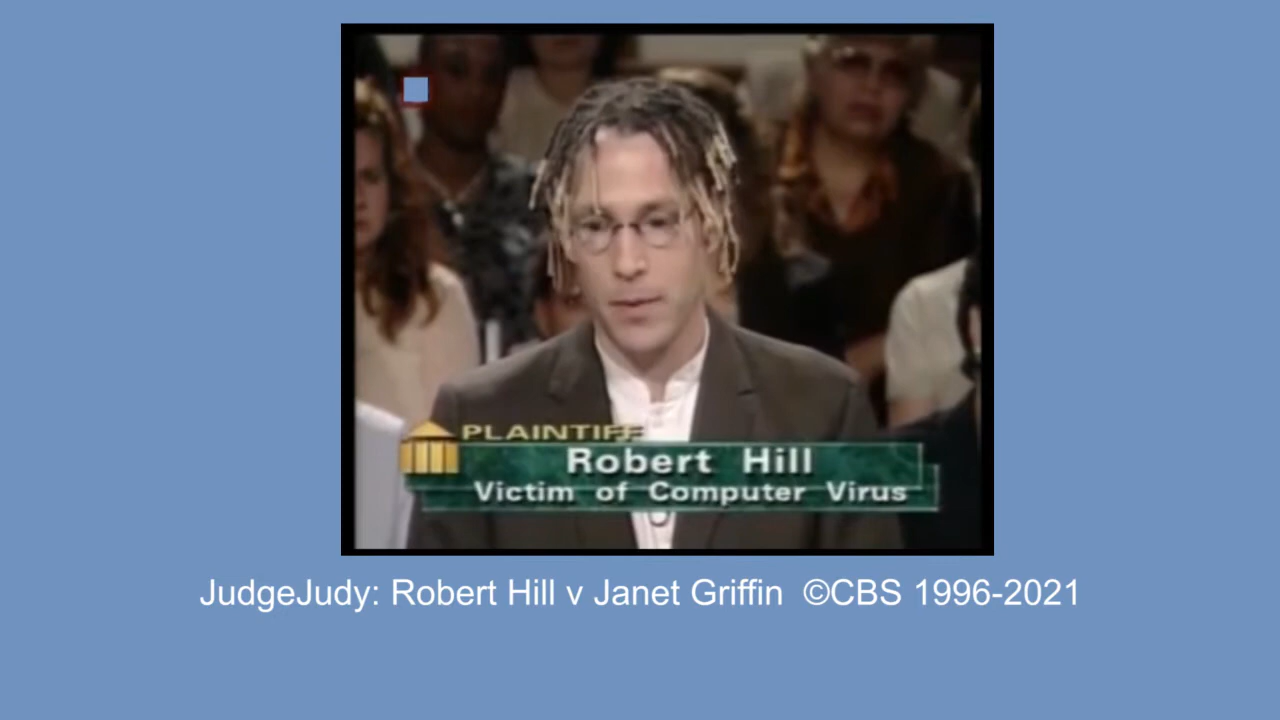 PLAINTIFF
Robert Hill
Victim of Computer Virus
JudgeJudy: Robert Hill v Janet Griffin ©CBS 1996-2021